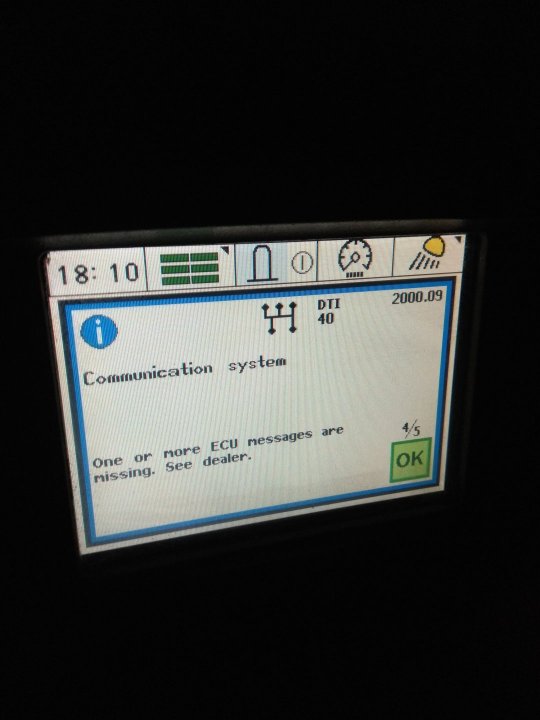 18:10
DTI 2000.09
40
Communication system
One or more ECU messages are
missing. See dealer.
4/5
OK